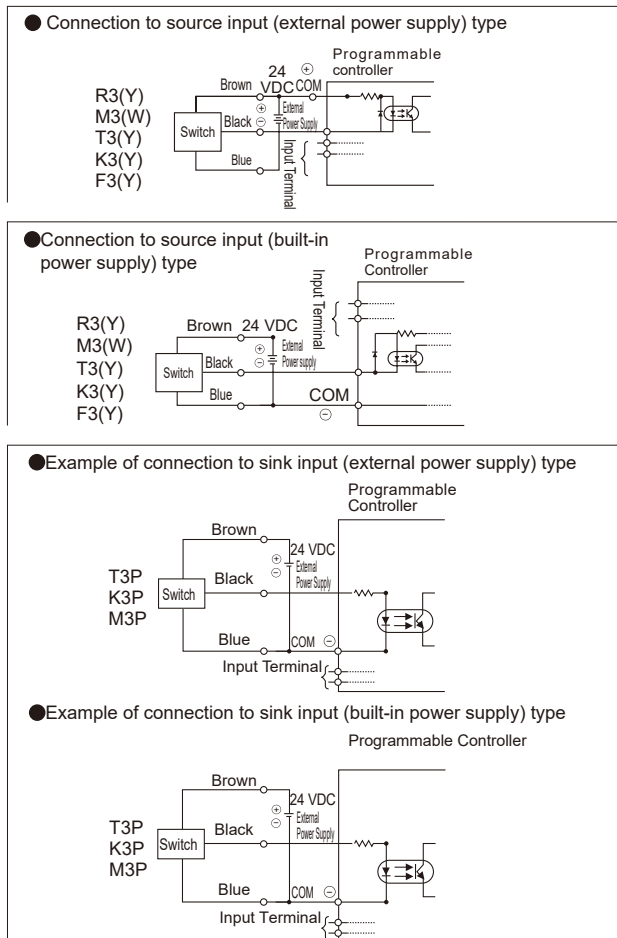 ● Connection to source input (external power supply) type
Programmable
controller
24
VDC
⊕
COM
Brown
R3(Y)
M3(W)
T3(Y)
K3(Y)
F3(Y)
Switch
Black
⊕
⊖
External
Power Supply
Blue
Input Terminal
●Connection to source input (built-in
power supply) type
Programmable
Controller
Input Terminal
R3(Y)
M3(W)
T3(Y)
K3(Y)
F3(Y)
Brown 24 VDC
Switch
Black
⊕
⊖
External
Power supply
Blue
COM
⊖
●Example of connection to sink input (external power supply) type
Programmable
Controller
Brown
24 VDC
⊕
⊖
External
Power Supply
T3P
K3P
M3P
Switch
Black
Blue
COM ⊖
Input Terminal
●Example of connection to sink input (built-in power supply) type
Programmable Controller
Brown
24 VDC
⊕
⊖
External
Power Supply
T3P
K3P
M3P
Switch
Black
Blue
COM ⊖
Input Terminal